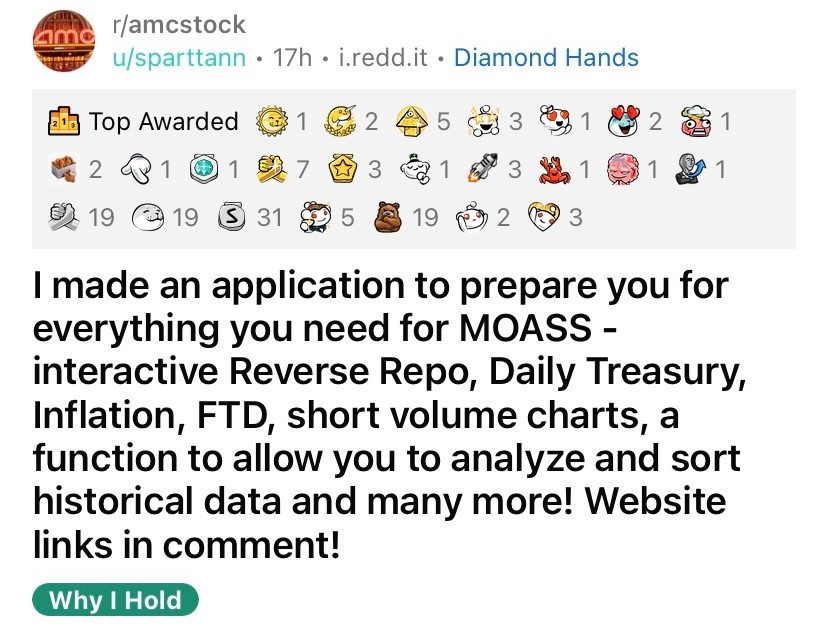 amc
r/amcstock
u/sparttann • 17h • i.redd.it • Diamond Hands
2 1 3 Top Awarded 1 2 5 3 1 2 1
2 1 1 7 3 1 3 1 1 1
19 19 S 31 5 19 2 3
I made an application to prepare you for
everything you need for MOASS -
interactive Reverse Repo, Daily Treasury,
Inflation, FTD, short volume charts, a
function to allow you to analyze and sort
historical data and many more! Website
links in comment!
Why I Hold